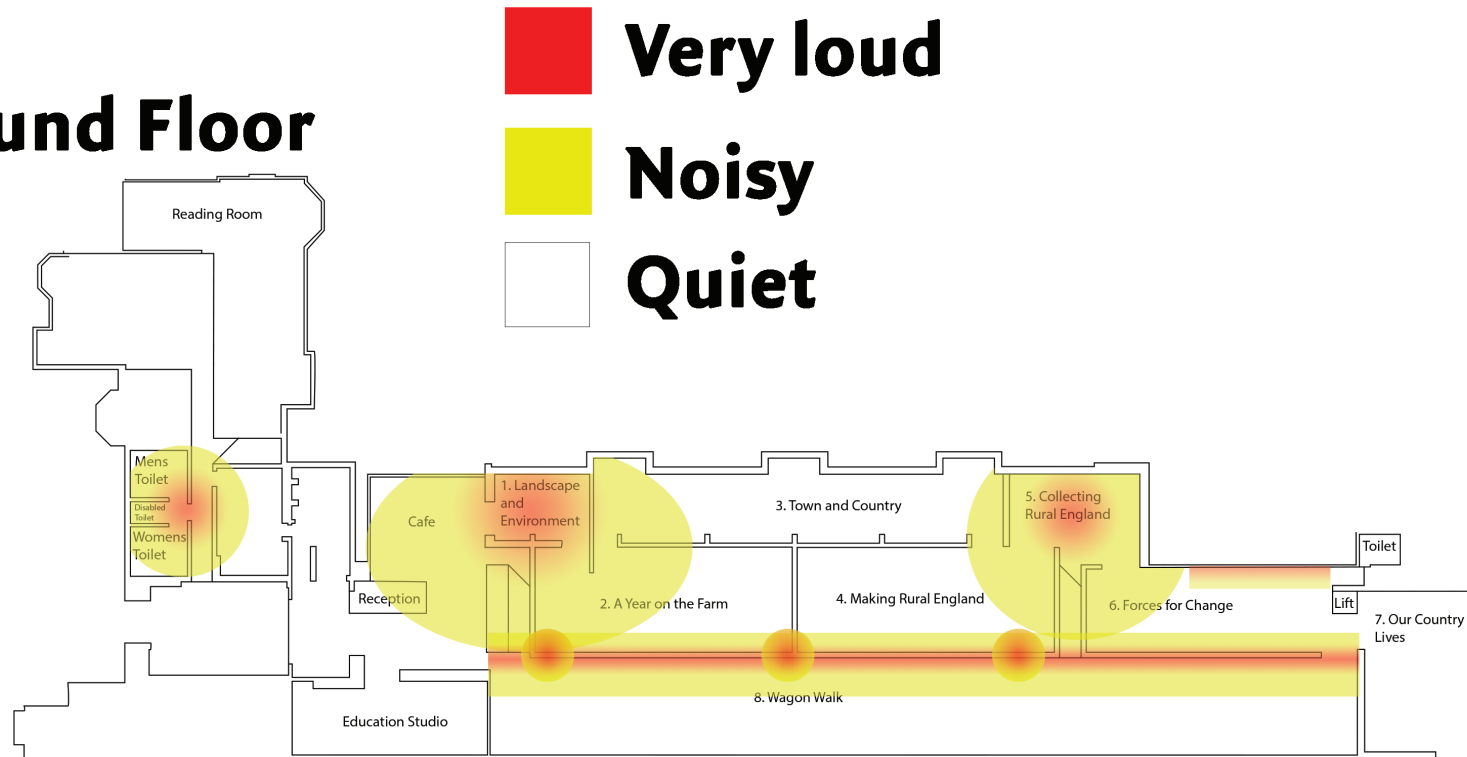 Very loud
und Floor
Noisy
Quiet
Reading Room
Mens
Toilet
Disabled
Toilet
Womens
Toilet
Cafe
1. Landscape
and
Environment
3. Town and Country
5. Collecting
Rural England
Toilet
Reception
2. A Year on the Farm
4. Making Rural England
6. Forces for Change
Lift
7. Our Country
Lives
8. Wagon Walk
Education Studio